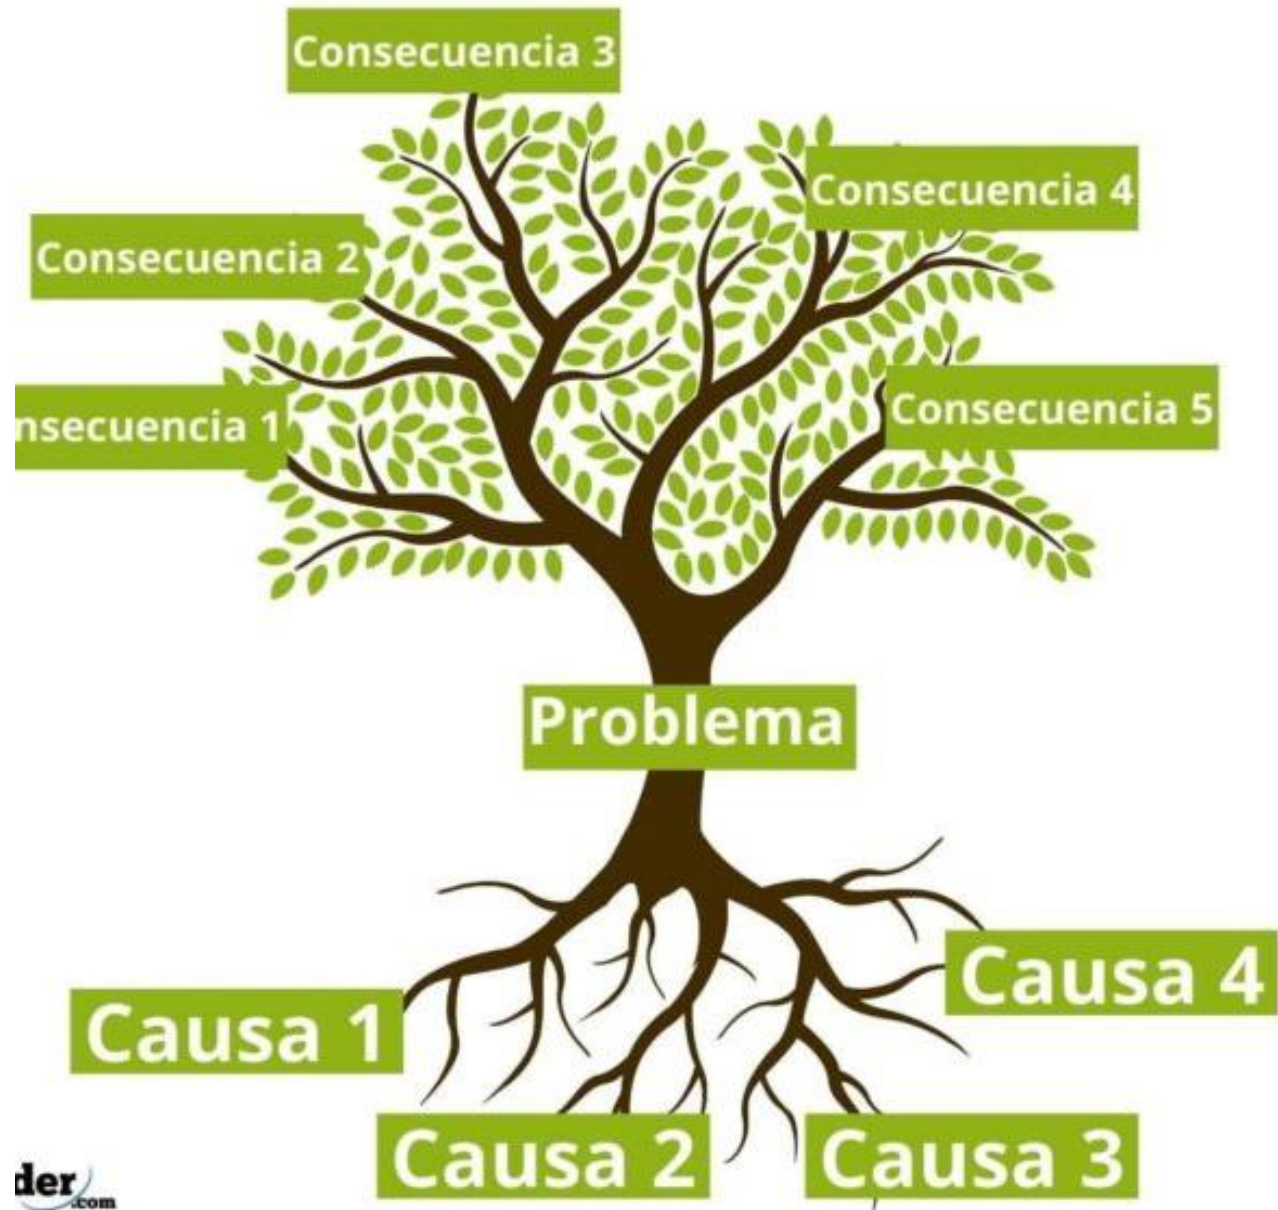 Consecuencia 3
Consecuencia 4
Consecuencia 2
Consecuencia 5
nsecuencia 1
Problema
Causa 4
Causa 1
Causa 2
Causa 3
der
.com